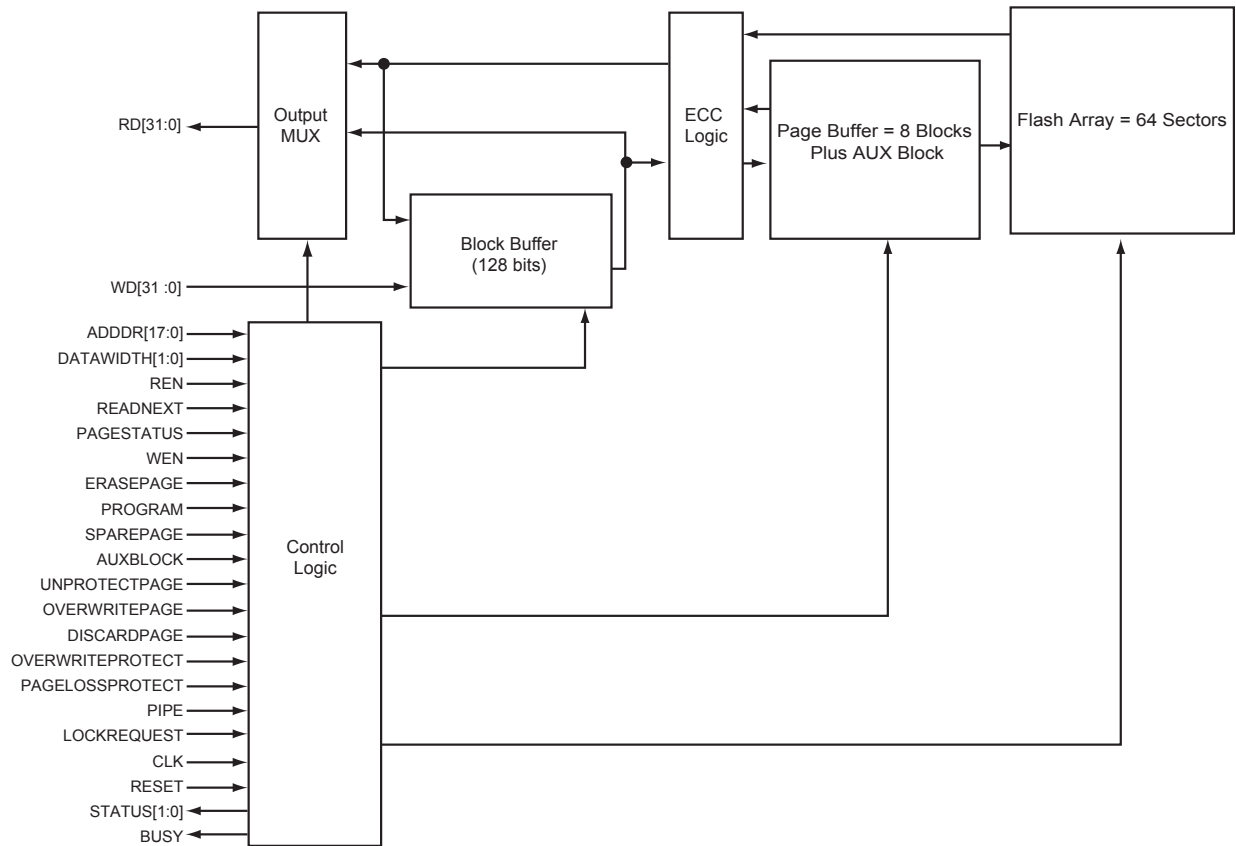 Output
MUX
RD[31:0]
ECC
Logic
Page Buffer = 8 Blocks
Plus AUX Block
Flash Array = 64 Sectors
Block Buffer
(128 bits)
WD[31 :0]
ADDDR[17:0]
DATAWIDTH[1:0]
REN
READNEXT
PAGESTATUS
WEN
ERASEPAGE
PROGRAM
SPAREPAGE
AUXBLOCK
UNPROTECTPAGE
OVERWRITEPAGE
DISCARDPAGE
OVERWRITEPROTECT
PAGELOSSPROTECT
PIPE
LOCKREQUEST
CLK
RESET
STATUS[1:0]
BUSY
Control
Logic